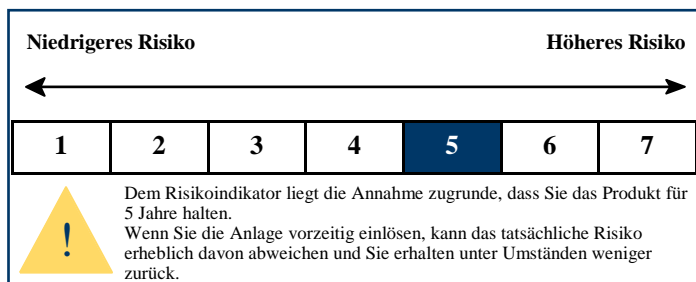 Niedrigeres Risiko Höheres Risiko
1 2 3 4 5 6 7
Dem Risikoindikator liegt die Annahme zugrunde, dass Sie das Produkt für
5 Jahre halten.
Wenn Sie die Anlage vorzeitig einlösen, kann das tatsächliche Risiko
erheblich davon abweichen und Sie erhalten unter Umständen weniger
zurück.
!